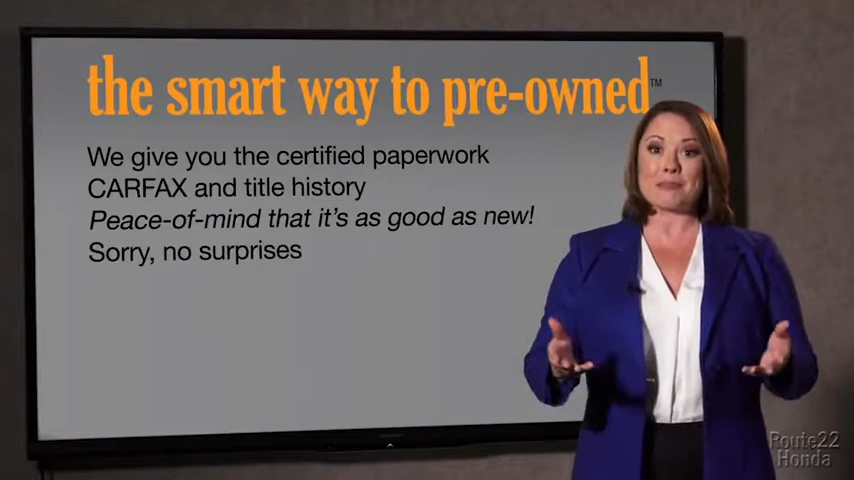 the smart way to pre-owned™
We give you the certified paperwork
CARFAX and title history
Peace-of-mind that it's as good as new!
Sorry, no surprises
Route22
Honda